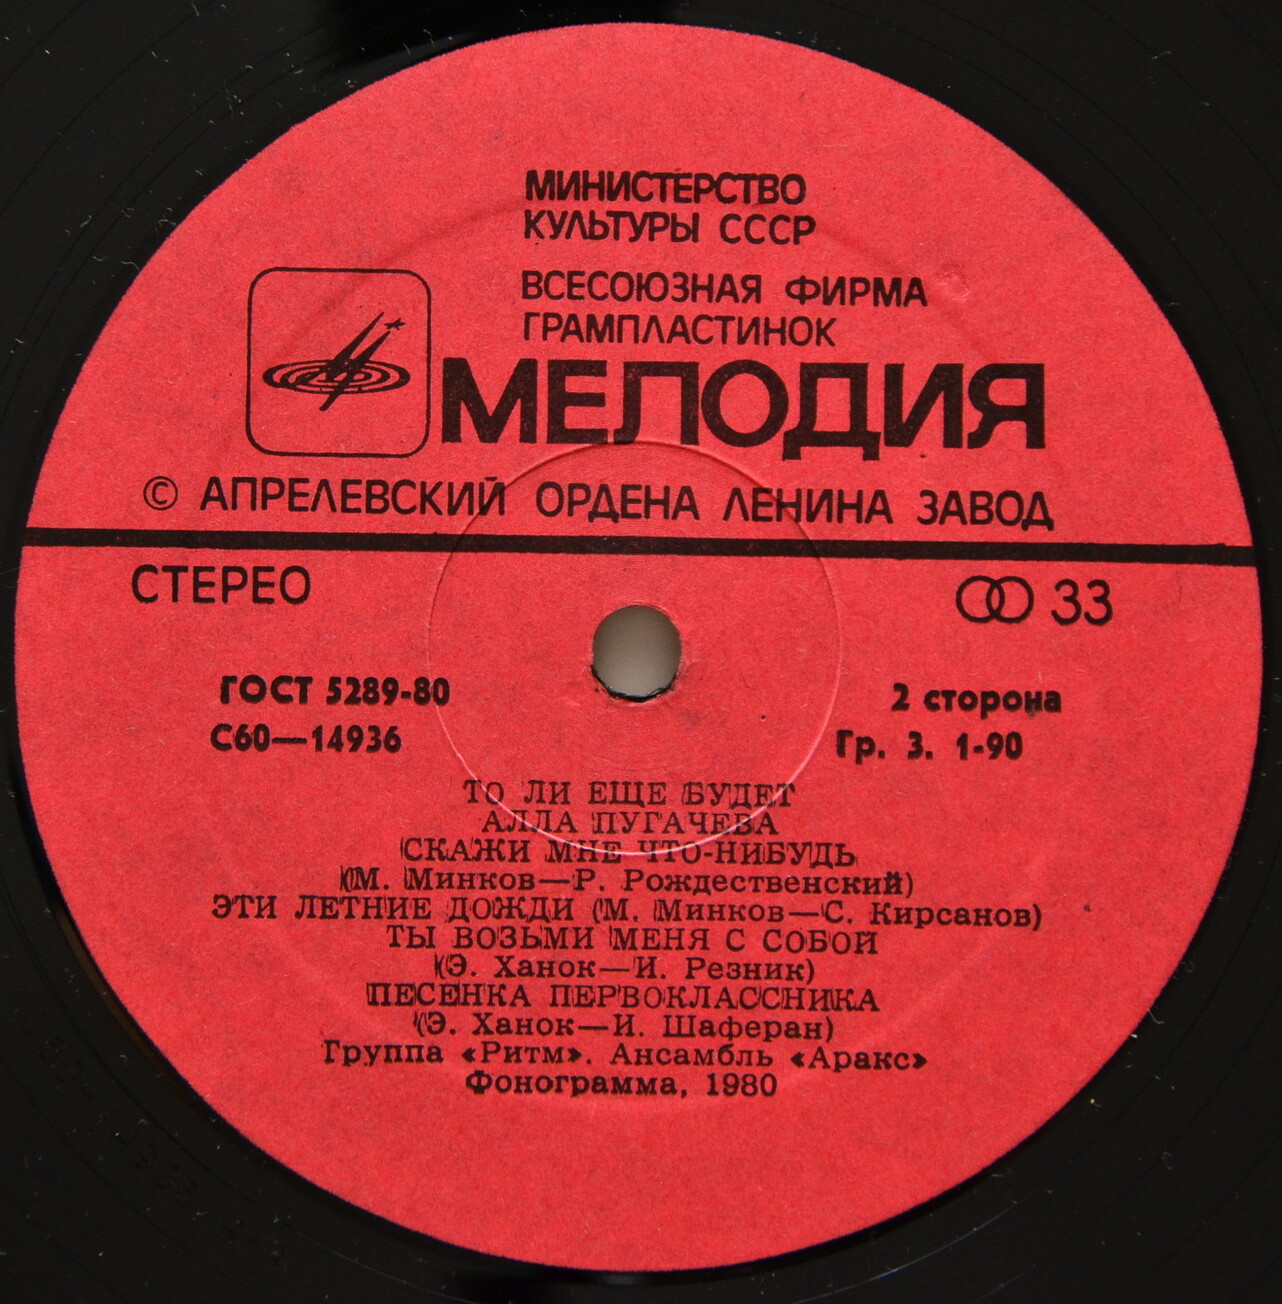 МИНИСТЕРСТВО
КУЛЬТУРЫ СССР
ВСЕСОЮЗНАЯ ФИРМА
ГРАМПЛАСТИНОК
МЕЛОДИЯ
© АПРЕЛЕВСКИЙ ОРДЕНА ЛЕНИНА ЗАВОД
СТЕРЕО
33
ГОСТ 5289-80
2 сторона
С60—14936
Гр. 3. 1-90
ТО ЛИ ЕЩЕ БУДЕТ
АЛЛА ПУГАЧЕВА
СКАЖИ МНЕ ЧТО-НИБУДЬ
(М. Минков—Р. Рождественский)
ЭТИ ЛЕТНИЕ ДОЖДИ (М. Минков—С. Кирсанов)
ТЫ ВОЗЬМИ МЕНЯ С СОБОЙ
(Э. Ханок—И. Резник)
ПЕСЕНКА ПЕРВОКЛАССНИКА
(Э. Ханок—И. Шаферан)
Группа «Ритм». Ансамбль «Аракс»
Фонограмма, 1980